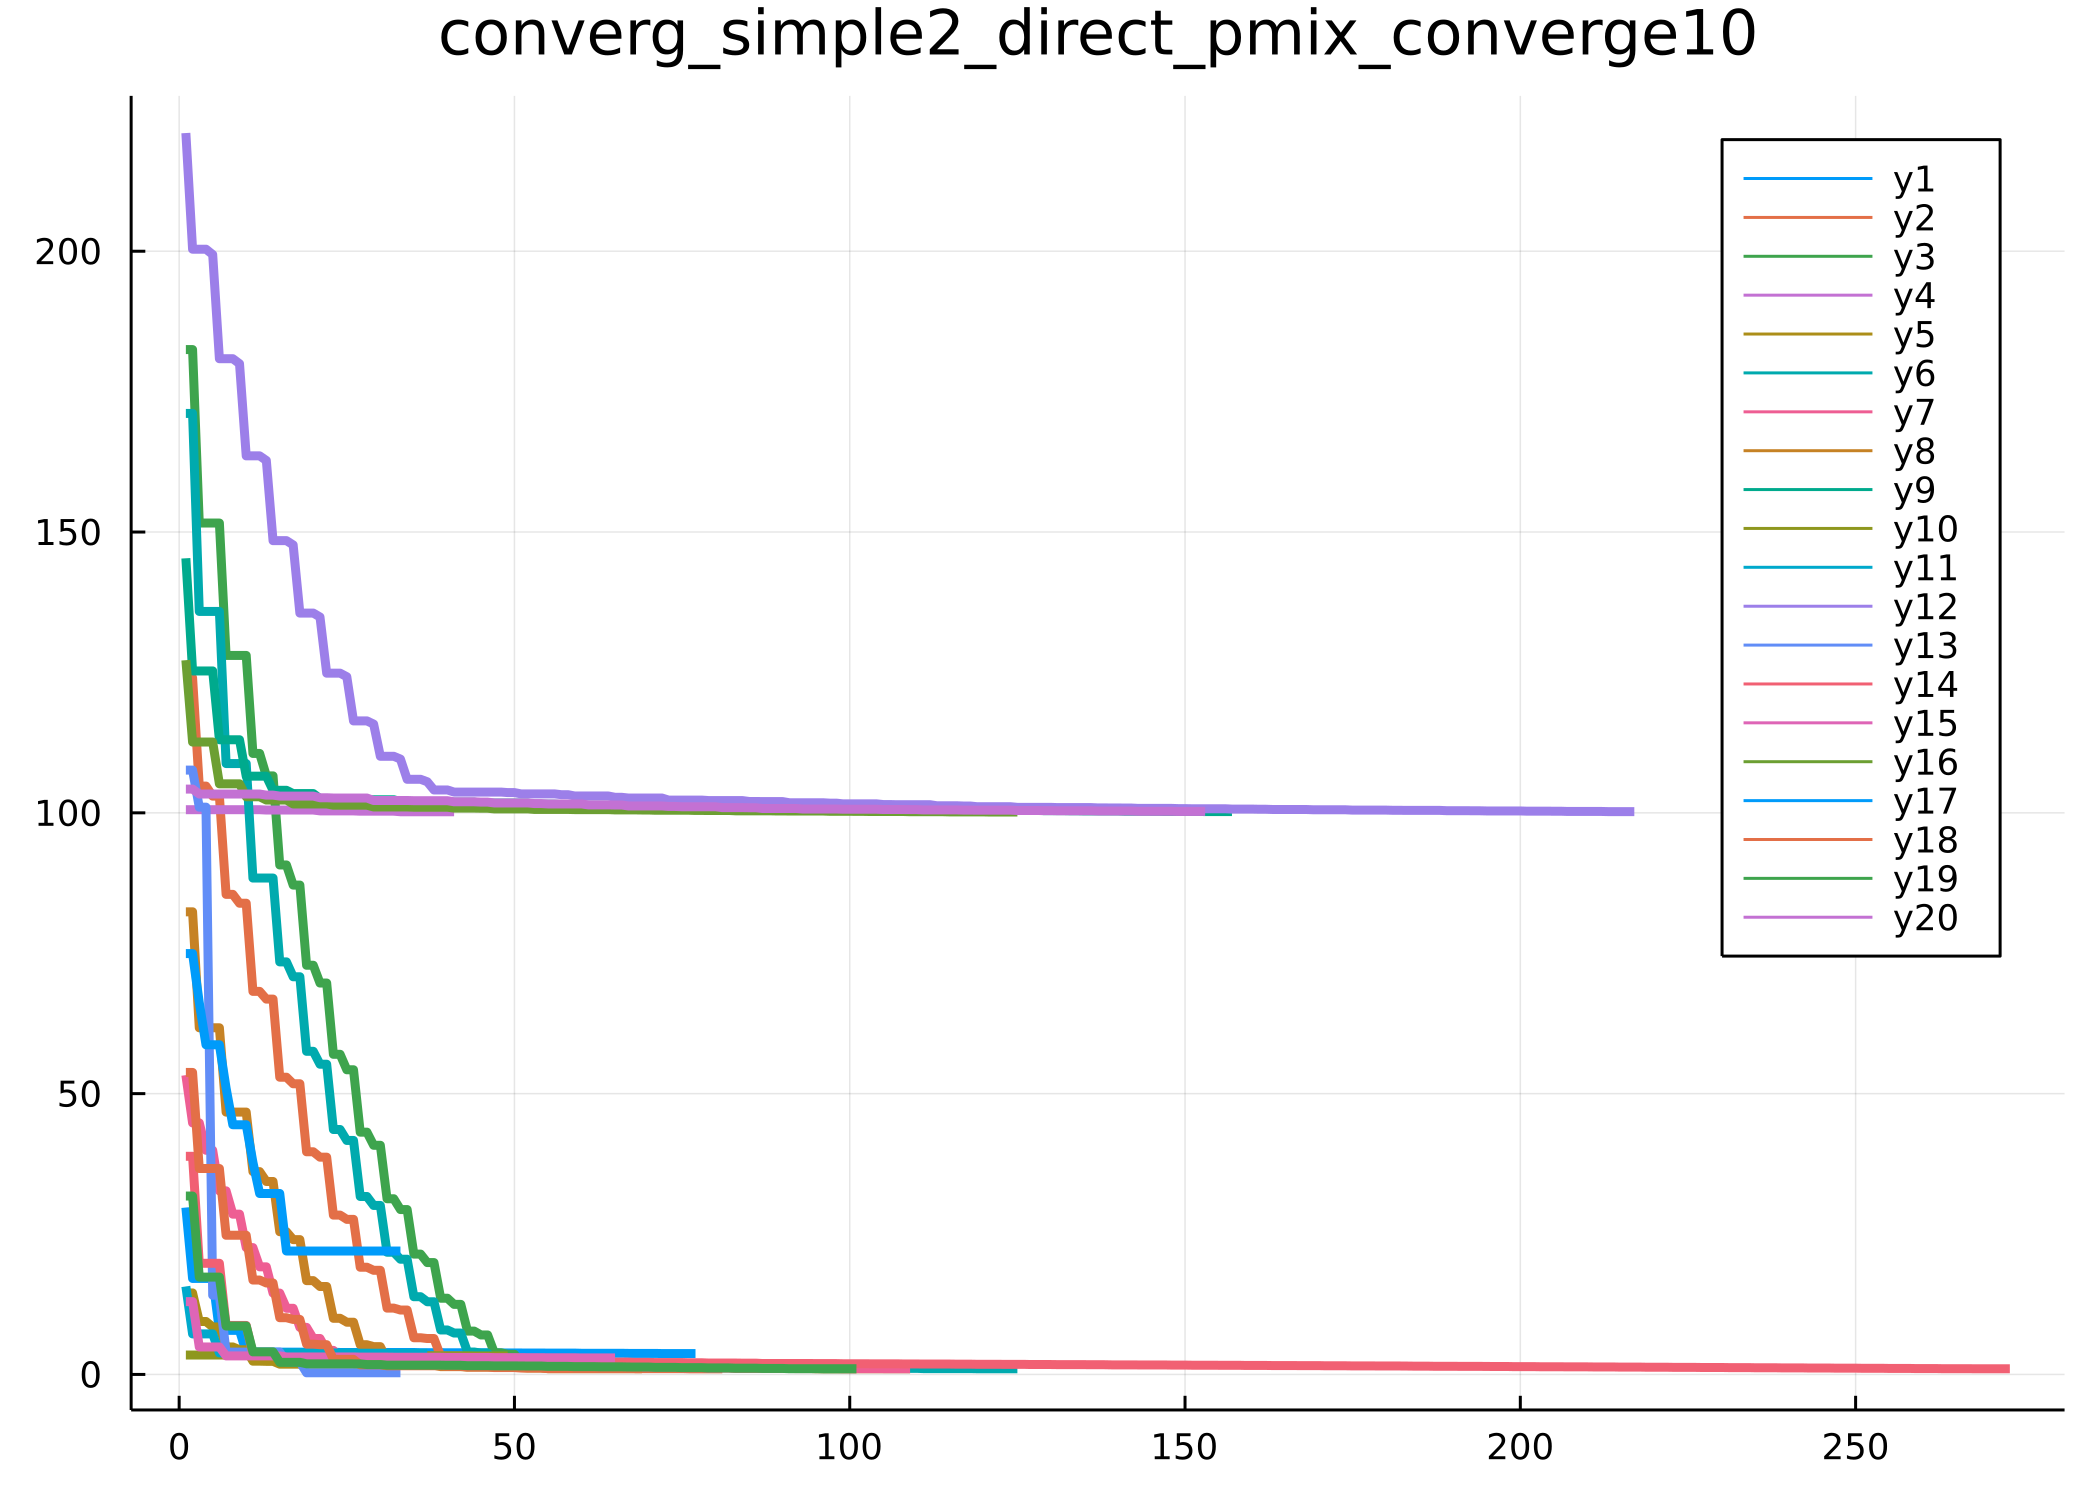 converg_simple2_direct_pmix_converge10
200
150
100
50
0
0 50 100 150 200 250
y1
y2
y3
y4
y5
y6
y7
y8
y9
y10
y11
y12
y13
y14
y15
y16
y17
y18
y19
y20